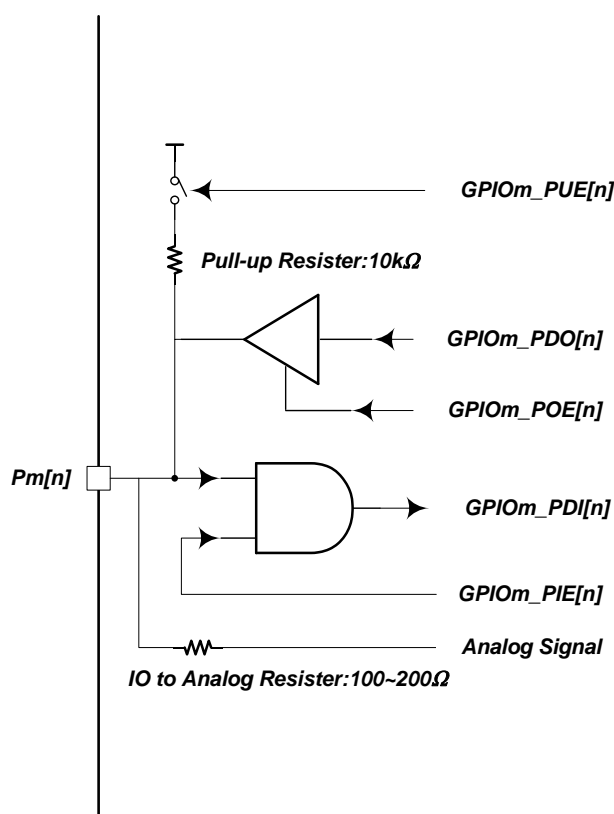 GPIOm_PUE[n]
Pull-up Resister:10kΩ
GPIOm_PDO[n]
GPIOm_POE[n]
Pm[n]
GPIOm_PDI[n]
GPIOm_PIE[n]
Analog Signal
IO to Analog Resister:100~200Ω